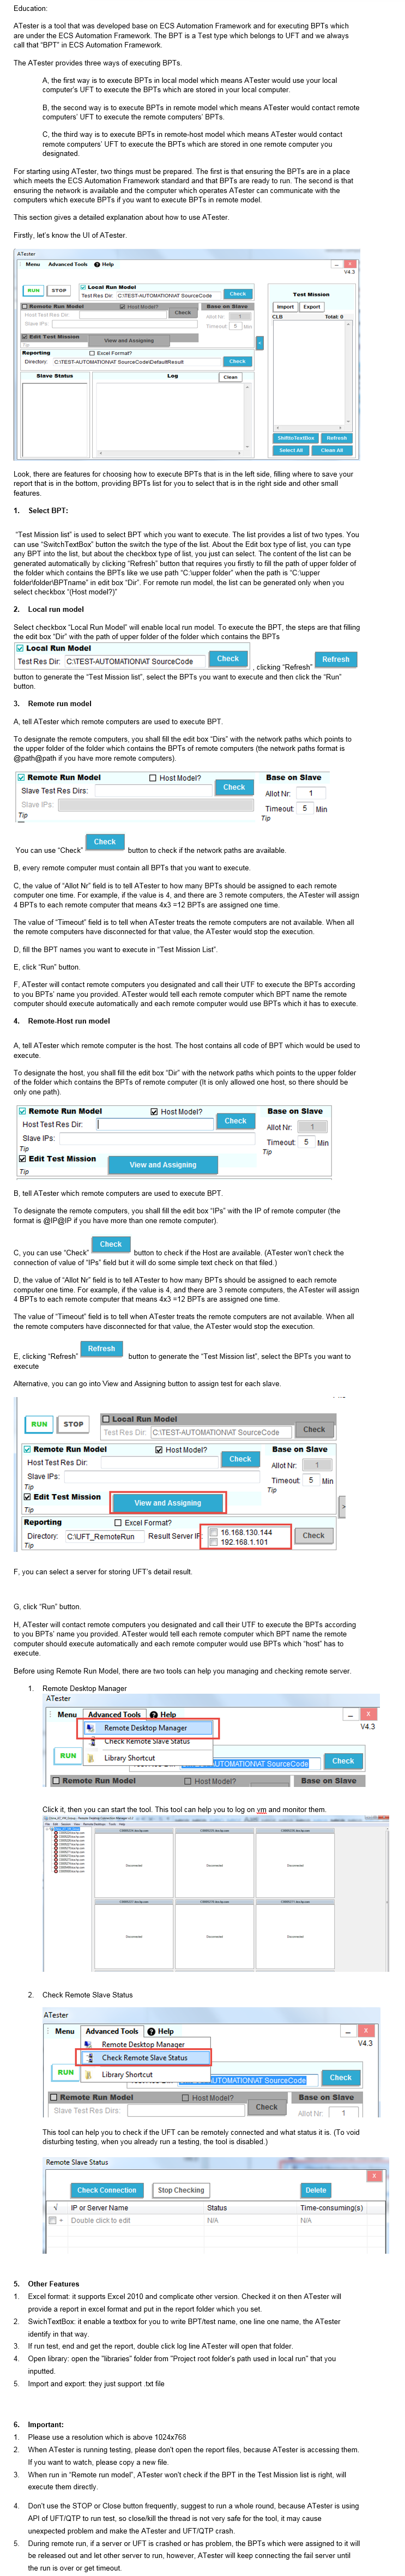 Education:
ATester is a tool that was developed base on ECS Automation Framework and for executing BPTs which
are under the ECS Automation Framework. The BPT is a Test type which belongs to UFT and we always
call that "BPT" in ECS Automation Framework.
The ATester provides three ways of executing BPTs.
A, the first way is to execute BPTs in local model which means ATester would use your local
computer's UFT to execute the BPTs which are stored in your local computer.
B, the second way is to execute BPTs in remote model which means ATester would contact remote
computers' UFT to execute the remote computers' BPTs.
C, the third way is to execute BPTs in remote-host model which means ATester would contact
remote computers' UFT to execute the BPTs which are stored in one remote computer you
designated.
For starting using ATester, two things must be prepared. The first is that ensuring the BPTs are in a place
which meets the ECS Automation Framework standard and that BPTs are ready to run. The second is that
ensuring the network is available and the computer which operates ATester can communicate with the
computers which execute BPTs if you want to execute BPTs in remote model.
This section gives a detailed explanation about how to use ATester.
Firstly, let's know the UI of ATester.
ATester
Menu Advanced Tools Help
V4.3
RUN STOP
Local Run Model
Test Res Dir: C:\TEST-AUTOMATION\AT SourceCode Check
Remote Run Model Host Model? Base on Slave
Host Test Res Dir: Check Allot Nr: 1
Slave IPs: Timeout: 5 Min
Edit Test Mission View and Assigning
Tip
Reporting Excel Format?
Directory: C:\TEST-AUTOMATION\AT SourceCode\DefaultResult Check
Slave Status Log Clean
Test Mission
Import Export
CLB Total: 0
ShifttoTextBox Refresh
Select All Clean All
Look, there are features for choosing how to execute BPTs that is in the left side, filling where to save your
report that is in the bottom, providing BPTs list for you to select that is in the right side and other small
features.
1. Select BPT:
"Test Mission list" is used to select BPT which you want to execute. The list provides a list of two types. You
can use "SwitchTextBox" button the switch the type of the list. About the Edit box type of list, you can type
any BPT into the list, but about the checkbox type of list, you just can select. The content of the list can be
generated automatically by clicking "Refresh" button that requires you firstly to fill the path of upper folder of
the folder which contains the BPTs like we use path "C:\upper folder" when the path is "C:\upper
folder\folder\BPTname" in edit box "Dir". For remote run model, the list can be generated only when you
select checkbox "(Host model?)"
2. Local run model
Select checkbox "Local Run Model" will enable local run model. To execute the BPT, the steps are that filling
the edit box "Dir" with the path of upper folder of the folder which contains the BPTs
Local Run Model
Test Res Dir: C:\TEST-AUTOMATION\AT SourceCode Check , clicking "Refresh" Refresh
button to generate the "Test Mission list", select the BPTs you want to execute and then click the "Run"
button.
3. Remote run model
A, tell ATester which remote computers are used to execute BPT.
To designate the remote computers, you shall fill the edit box "Dirs" with the network paths which points to
the upper folder of the folder which contains the BPTs of remote computers (the network paths format is
@path@path if you have more remote computers).
Remote Run Model Host Model? Base on Slave
Slave Test Res Dirs: Check Allot Nr: 1
Slave IPs: Timeout: 5 Min
Tip Tip
You can use "Check" Check button to check if the network paths are available.
B, every remote computer must contain all BPTs that you want to execute.
C, the value of "Allot Nr" field is to tell ATester to how many BPTs should be assigned to each remote
computer one time. For example, if the value is 4, and there are 3 remote computers, the ATester will assign
4 BPTs to each remote computer that means 4x3 =12 BPTs are assigned one time.
The value of "Timeout" field is to tell when ATester treats the remote computers are not available. When all
the remote computers have disconnected for that value, the ATester would stop the execution.
D, fill the BPT names you want to execute in "Test Mission List".
E, click "Run" button.
F, ATester will contact remote computers you designated and call their UFT to execute the BPTs according
to you BPTs' name you provided. ATester would tell each remote computer which BPT name the remote
computer should execute automatically and each remote computer would use BPTs which it has to execute.
4. Remote-Host run model
A, tell ATester which remote computer is the host. The host contains all code of BPT which would be used to
execute.
To designate the host, you shall fill the edit box "Dir" with the network paths which points to the upper folder
of the folder which contains the BPTs of remote computer (It is only allowed one host, so there should be
only one path).
Remote Run Model Host Model? Base on Slave
Host Test Res Dir: Check Allot Nr: 1
Slave IPs: Timeout: 5 Min
Tip Tip
Edit Test Mission View and Assigning
Tip
B, tell ATester which remote computers are used to execute BPT.
To designate the remote computers, you shall fill the edit box "IPs" with the IP of remote computer (the
format is @IP@IP if you have more than one remote computer).
C, you can use "Check" Check button to check if the Host are available. (ATester won't check the
connection of value of "IPs" field but it will do some simple text check on that filed.)
D, the value of "Allot Nr" field is to tell ATester to how many BPTs should be assigned to each remote
computer one time. For example, if the value is 4, and there are 3 remote computers, the ATester will assign
4 BPTs to each remote computer that means 4x3 =12 BPTs are assigned one time.
The value of "Timeout" field is to tell when ATester treats the remote computers are not available. When all
the remote computers have disconnected for that value, the ATester would stop the execution.
E, clicking "Refresh" Refresh button to generate the "Test Mission list", select the BPTs you want to
execute
Alternative, you can go into View and Assigning button to assign test for each slave.
RUN STOP
Local Run Model
Test Res Dir: C:\TEST-AUTOMATION\AT SourceCode Check
Remote Run Model Host Model? Base on Slave
Host Test Res Dir: Check Allot Nr: 1
Slave IPs: Timeout: 5 Min
Tip Tip
Edit Test Mission View and Assigning
Tip
Reporting Excel Format? 16.168.130.144
Directory: C:\UFT_RemoteRun Result Server IP: 192.168.1.101 Check
Tip
F, you can select a server for storing UFT's detail result.
G, click "Run" button.
H, ATester will contact remote computers you designated and call their UFT to execute the BPTs according
to you BPTs' name you provided. ATester would tell each remote computer which BPT name the remote
computer should execute automatically and each remote computer would use BPTs which "host" has to
execute.
Before using Remote Run Model, there are two tools can help you managing and checking remote server.
1. Remote Desktop Manager
ATester
Menu Advanced Tools Help
V4.3
Remote Desktop Manager
Check Remote Slave Status
Library Shortcut
RUN UTOMATION\AT SourceCode Check
Remote Run Model Host Model? Base on Slave
Click it, then you can start the tool. This tool can help you to log on vm and monitor them.
2. Check Remote Slave Status
ATester
Menu Advanced Tools Help
V4.3
Remote Desktop Manager
Check Remote Slave Status
Library Shortcut
RUN UTOMATION\AT SourceCode Check
Remote Run Model Host Model? Base on Slave
Slave Test Res Dirs: Check Allot Nr: 1
This tool can help you to check if the UFT can be remotely connected and what status it is. (To void
disturbing testing, when you already run a testing, the tool is disabled.)
Remote Slave Status
Check Connection Stop Checking Delete
√ IP or Server Name Status Time-consuming(s)
Double click to edit N/A N/A
5. Other Features
1. Excel format: it supports Excel 2010 and complicate other version. Checked it on then ATester will
provide a report in excel format and put in the report folder which you set.
2. SwichTextBox: it enable a textbox for you to write BPT/test name, one line one name, the ATester
identify in that way.
3. If run test, end and get the report, double click log line ATester will open that folder.
4. Open library: open the "libraries" folder from "Project root folder's path used in local run" that you
inputted.
5. Import and export: they just support .txt file
6. Important:
1. Please use a resolution which is above 1024x768
2. When ATester is running testing, please don't open the report files, because ATester is accessing them.
If you want to watch, please copy a new file.
3. When run in "Remote run model", ATester won't check if the BPT in the Test Mission list is right, will
execute them directly.
4. Don't use the STOP or Close button frequently, suggest to run a whole round, because ATester is using
API of UFT/QTP to run test, so close/kill the thread is not very safe for the tool, it may cause
unexpected problem and make the ATester and UFT/QTP crash.
5. During remote run, if a server or UFT is crashed or has problem, the BPTs which were assigned to it will
be released out and let other server to run, however, ATester will keep connecting the fail server until
the run is over or get timeout.